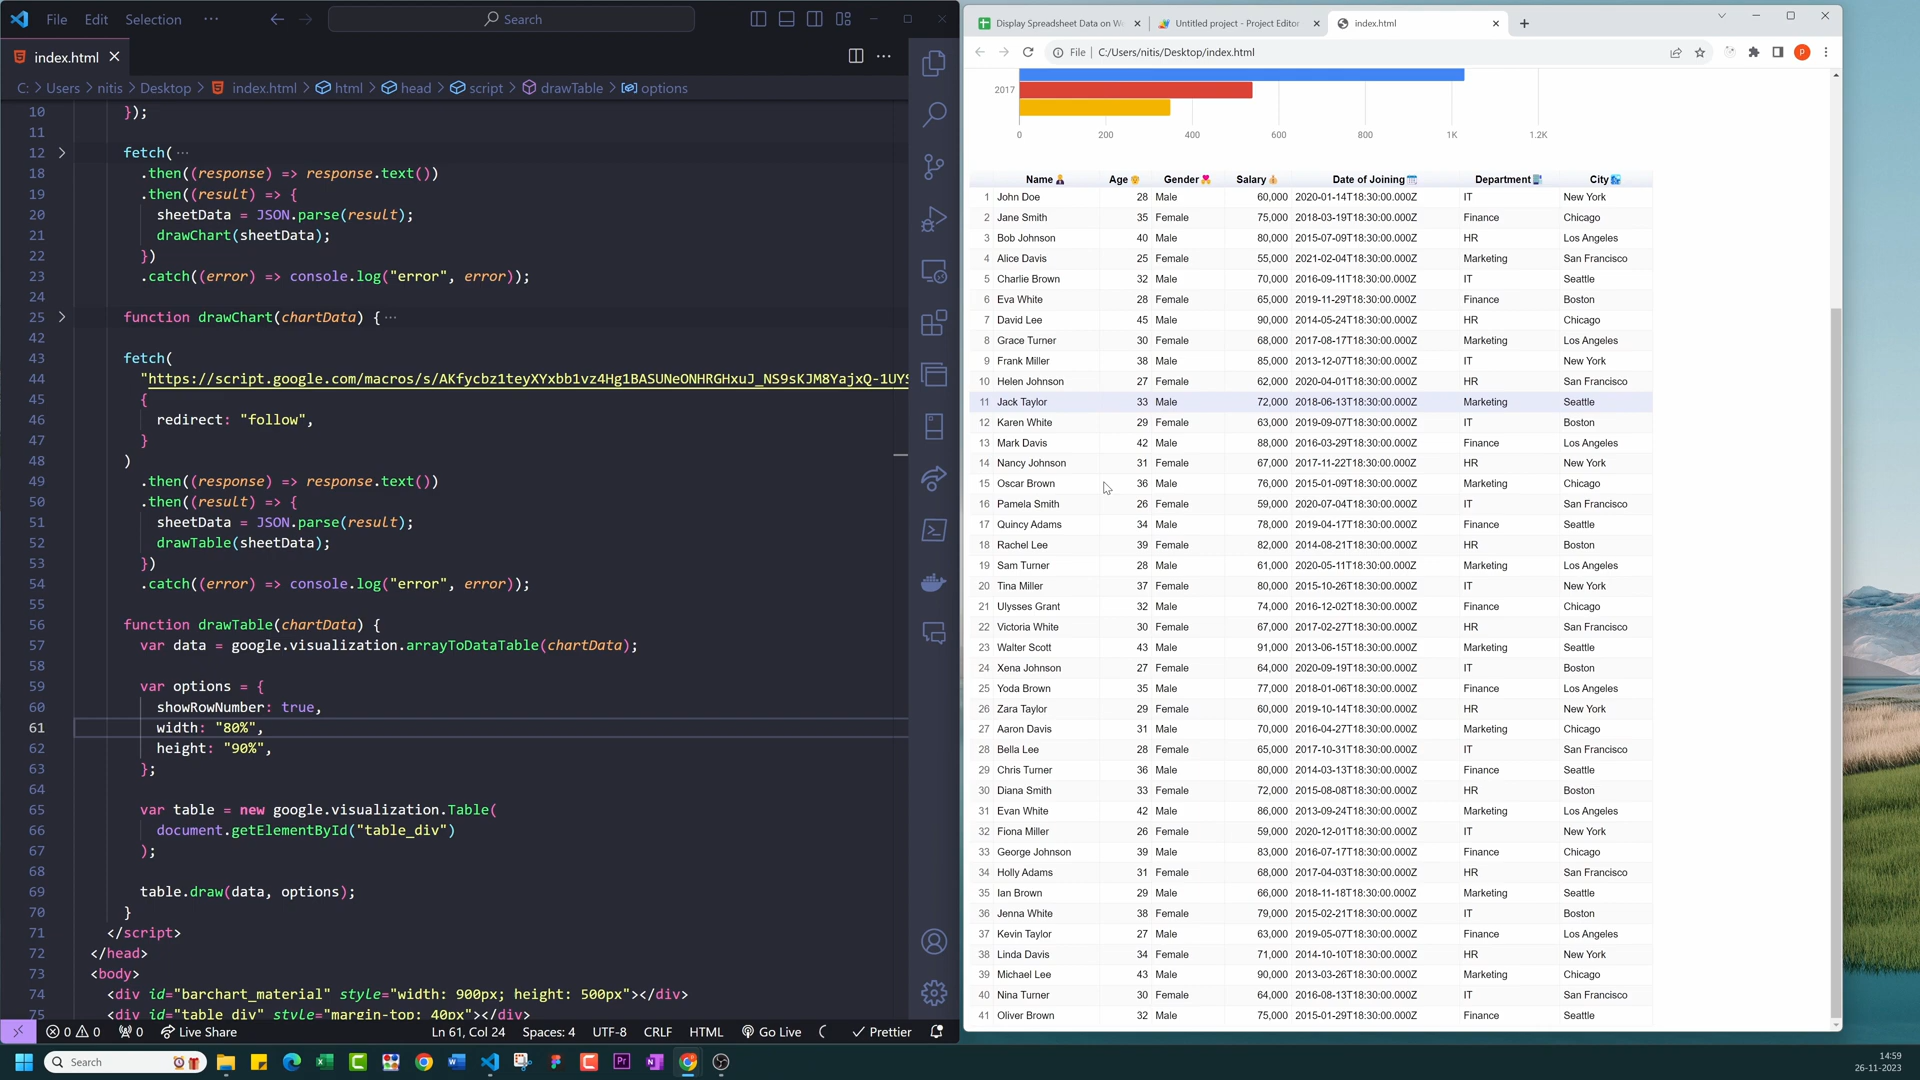 File Edit Selection ··· Search
index.html
C: > Users > nitis > Desktop > index.html > html > head > script > drawTable > options
10 });
11
12 fetch( ···
18 .then((response) => response.text())
19 .then((result) => {
20 sheetData = JSON.parse(result);
21 drawChart(sheetData);
22 })
23 .catch((error) => console.log("error", error));
24
25 function drawChart(chartData) { ···
42
43 fetch(
44 "https://script.google.com/macros/s/AKfycbz1teyXYxbb1vz4Hg1BASUNeONHRGHxuJ_NS9sKJM8YajxQ-1UYS
45 {
46 redirect: "follow",
47 }
48 )
49 .then((response) => response.text())
50 .then((result) => {
51 sheetData = JSON.parse(result);
52 drawTable(sheetData);
53 })
54 .catch((error) => console.log("error", error));
55
56 function drawTable(chartData) {
57 var data = google.visualization.arrayToDataTable(chartData);
58
59 var options = {
60 showRowNumber: true,
61 width: "80%",
62 height: "90%",
63 };
64
65 var table = new google.visualization.Table(
66 document.getElementById("table_div")
67 );
68
69 table.draw(data, options);
70 }
71 </script>
72 </head>
73 <body>
74 <div id="barchart_material" style="width: 900px; height: 500px"></div>
75 <div id="table_div" style="margin-top: 40px"></div>
0 0 0 Live Share Ln 61, Col 24 Spaces: 4 UTF-8 CRLF HTML Go Live Prettier
Display Spreadsheet Data on W Untitled project - Project Editor index.html
File | C:/Users/nitis/Desktop/index.html
2017
0 200 400 600 800 1K 1.2K
Name Age Gender Salary Date of Joining Department City
1 John Doe 28 Male 60,000 2020-01-14T18:30:00.000Z IT New York
2 Jane Smith 35 Female 75,000 2018-03-19T18:30:00.000Z Finance Chicago
3 Bob Johnson 40 Male 80,000 2015-07-09T18:30:00.000Z HR Los Angeles
4 Alice Davis 25 Female 55,000 2021-02-04T18:30:00.000Z Marketing San Francisco
5 Charlie Brown 32 Male 70,000 2016-09-11T18:30:00.000Z IT Seattle
6 Eva White 28 Female 65,000 2019-11-29T18:30:00.000Z Finance Boston
7 David Lee 45 Male 90,000 2014-05-24T18:30:00.000Z HR Chicago
8 Grace Turner 30 Female 68,000 2017-08-17T18:30:00.000Z Marketing Los Angeles
9 Frank Miller 38 Male 85,000 2013-12-07T18:30:00.000Z IT New York
10 Helen Johnson 27 Female 62,000 2020-04-01T18:30:00.000Z HR San Francisco
11 Jack Taylor 33 Male 72,000 2018-06-13T18:30:00.000Z Marketing Seattle
12 Karen White 29 Female 63,000 2019-09-07T18:30:00.000Z IT Boston
13 Mark Davis 42 Male 88,000 2016-03-29T18:30:00.000Z Finance Los Angeles
14 Nancy Johnson 31 Female 67,000 2017-11-22T18:30:00.000Z HR New York
15 Oscar Brown 36 Male 76,000 2015-01-09T18:30:00.000Z Marketing Chicago
16 Pamela Smith 26 Female 59,000 2020-07-04T18:30:00.000Z IT San Francisco
17 Quincy Adams 34 Male 78,000 2019-04-17T18:30:00.000Z Finance Seattle
18 Rachel Lee 39 Female 82,000 2014-08-21T18:30:00.000Z HR Boston
19 Sam Turner 28 Male 61,000 2020-05-11T18:30:00.000Z Marketing Los Angeles
20 Tina Miller 37 Female 80,000 2015-10-26T18:30:00.000Z IT New York
21 Ulysses Grant 32 Male 74,000 2016-12-02T18:30:00.000Z Finance Chicago
22 Victoria White 30 Female 67,000 2017-02-27T18:30:00.000Z HR San Francisco
23 Walter Scott 43 Male 91,000 2013-06-15T18:30:00.000Z Marketing Seattle
24 Xena Johnson 27 Female 64,000 2020-09-19T18:30:00.000Z IT Boston
25 Yoda Brown 35 Male 77,000 2018-01-06T18:30:00.000Z Finance Los Angeles
26 Zara Taylor 29 Female 60,000 2019-10-14T18:30:00.000Z HR New York
27 Aaron Davis 31 Male 70,000 2016-04-27T18:30:00.000Z Marketing Chicago
28 Bella Lee 28 Female 65,000 2017-10-31T18:30:00.000Z IT San Francisco
29 Chris Turner 36 Male 80,000 2014-03-13T18:30:00.000Z Finance Seattle
30 Diana Smith 33 Female 72,000 2015-08-08T18:30:00.000Z HR Boston
31 Evan White 42 Male 86,000 2013-09-24T18:30:00.000Z Marketing Los Angeles
32 Fiona Miller 26 Female 59,000 2020-12-01T18:30:00.000Z IT New York
33 George Johnson 39 Male 83,000 2016-07-17T18:30:00.000Z Finance Chicago
34 Holly Adams 31 Female 68,000 2017-04-03T18:30:00.000Z HR San Francisco
35 Ian Brown 29 Male 66,000 2018-11-18T18:30:00.000Z Marketing Seattle
36 Jenna White 38 Female 79,000 2015-02-21T18:30:00.000Z IT Boston
37 Kevin Taylor 27 Male 63,000 2019-05-07T18:30:00.000Z Finance Los Angeles
38 Linda Davis 34 Female 71,000 2014-10-10T18:30:00.000Z HR New York
39 Michael Lee 43 Male 90,000 2013-03-26T18:30:00.000Z Marketing Chicago
40 Nina Turner 30 Female 64,000 2016-08-13T18:30:00.000Z IT San Francisco
41 Oliver Brown 32 Male 75,000 2015-01-29T18:30:00.000Z Finance Seattle
Search
14:59
26-11-2023